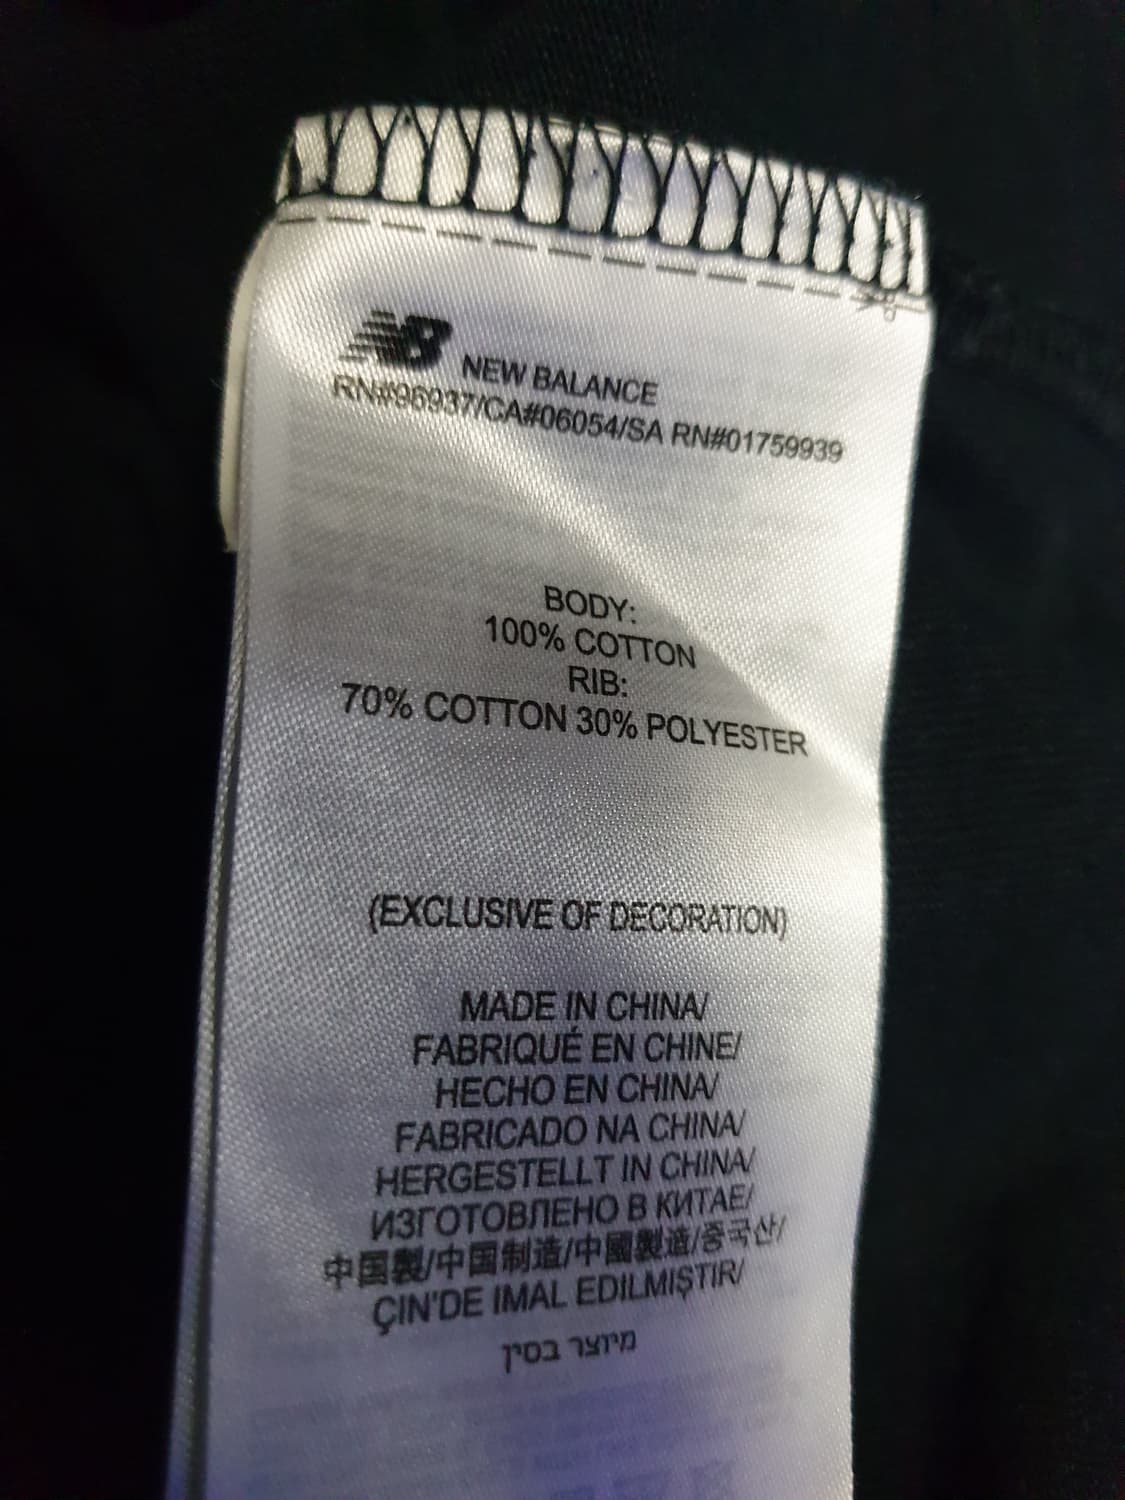 NB NEW BALANCE
RN#96937/CA#06054/SA RN#01759939
BODY:
100% COTTON
RIB:
70% COTTON 30% POLYESTER
(EXCLUSIVE OF DECORATION)
MADE IN CHINA/
FABRIQUÉ EN CHINE/
HECHO EN CHINA/
FABRICADO NA CHINA/
HERGESTELLT IN CHINA/
ИЗГОТОВЛЕНО В КИТАЕ/
中国製/中国制造/中國製造/중국산/
ÇIN'DE IMAL EDILMIŞTIR/
מיוצר בסין